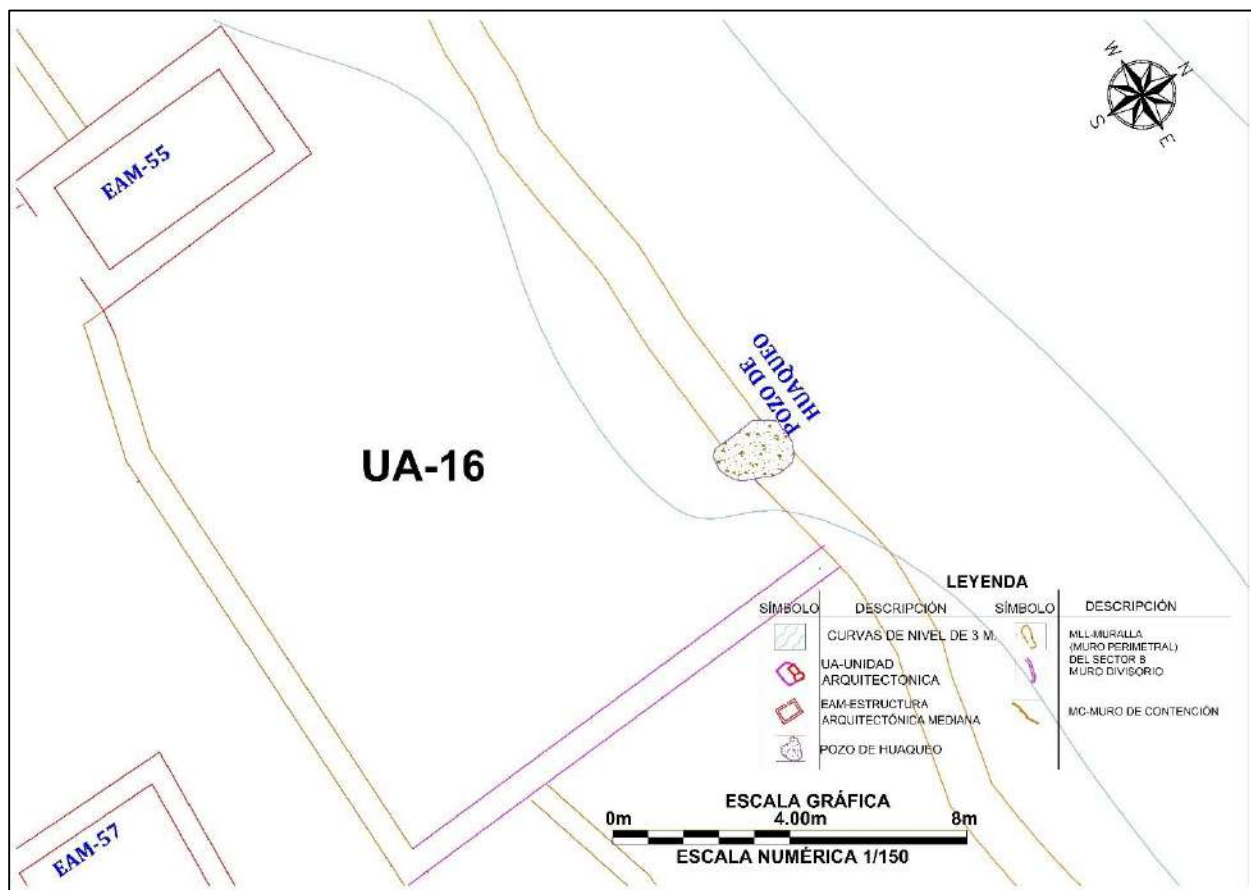 EAM-55
W
N
S
E
POZO DE
HUAQUEO
UA-16
EAM-57
LEYENDA
SÍMBOLO DESCRIPCIÓN SÍMBOLO DESCRIPCIÓN
CURVAS DE NIVEL DE 3 M.
UA-UNIDAD
ARQUITECTÓNICA
EAM-ESTRUCTURA
ARQUITECTÓNICA MEDIANA
POZO DE HUAQUEO
MLL-MURALLA
(MURO PERIMETRAL)
DEL SECTOR B
MURO DIVISORIO
MC-MURO DE CONTENCIÓN
ESCALA GRÁFICA
0m 4.00m 8m
ESCALA NUMÉRICA 1/150